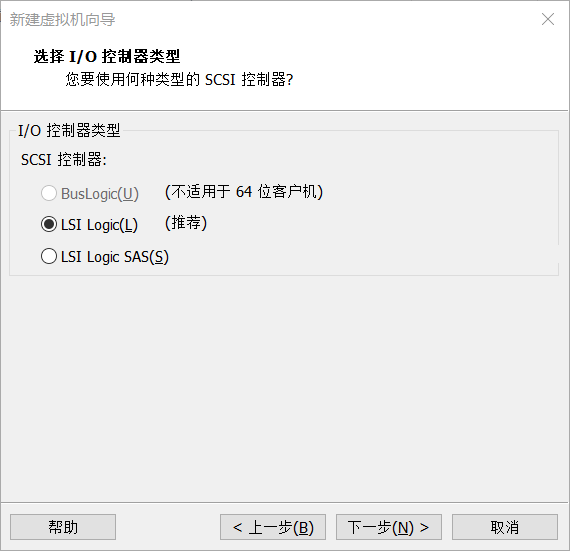 新建虚拟机向导
选择 I/O 控制器类型
您要使用何种类型的 SCSI 控制器?
I/O 控制器类型
SCSI 控制器:
BusLogic(U) (不适用于 64 位客户机)
LSI Logic(L) (推荐)
LSI Logic SAS(S)
帮助 < 上一步(B) 下一步(N) > 取消